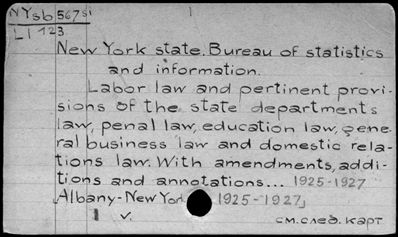 NYsb 567si
L1 123
New York state. Bureau of statistics
and information.
Labor law and pertinent provi-
sions of the state departments
law, penal law, education law, gene-
ral business law and domestic rela-
tions law. With amendments, addi-
tions and annotations... 1925-1927
Albany-New York 1925-1927
v. см. след. карт